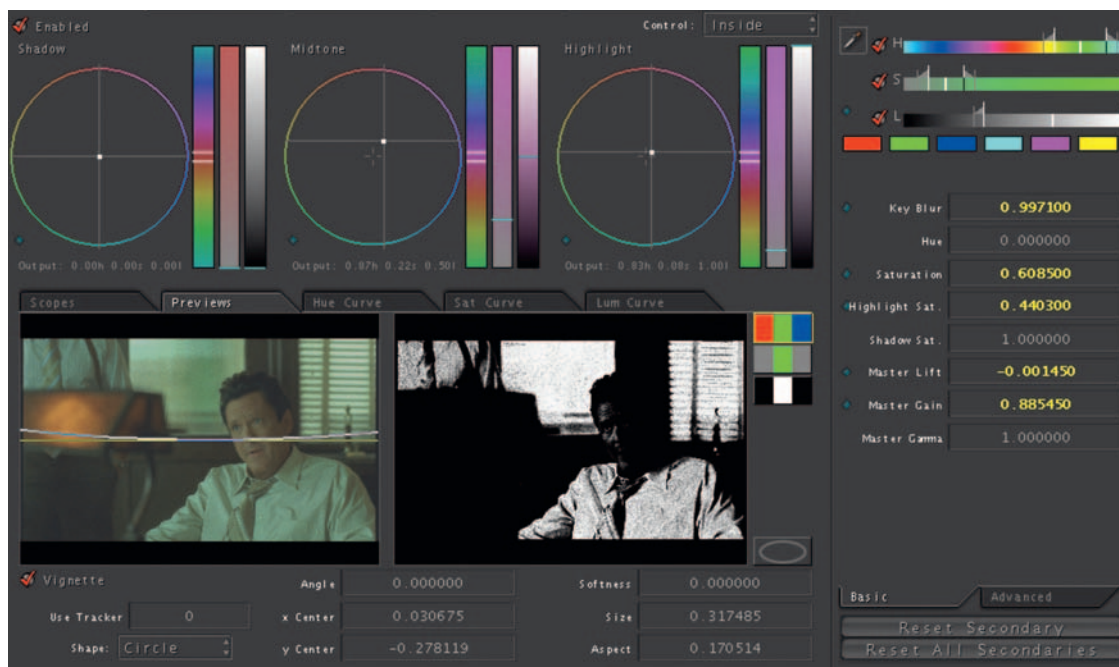 Enabled
Control: Inside
Shadow
Midtone
Highlight
Output: 0.00h 0.00s 0.00l
Output: 0.87h 0.22s 0.50l
Output: 0.83h 0.08s 1.00l
H
S
L
Key Blur 0.997100
Hue 0.000000
Saturation 0.608500
Highlight Sat. 0.440300
Shadow Sat. 1.000000
Master Lift -0.001450
Master Gain 0.885450
Master Gamma 1.000000
Scopes
Previews
Hue Curve
Sat Curve
Lum Curve
Vignette
Use Tracker 0
Shape: Circle
Angle 0.000000
x Center 0.030675
y Center -0.278119
Softness 0.000000
Size 0.317485
Aspect 0.170514
Basic
Advanced
Reset Secondary
Reset All Secondaries